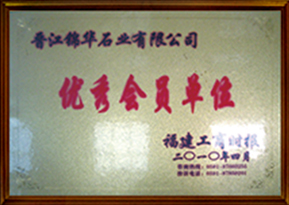 晋江锦华石业有限公司
优秀会员单位
福建工商时报
二〇一〇年四月